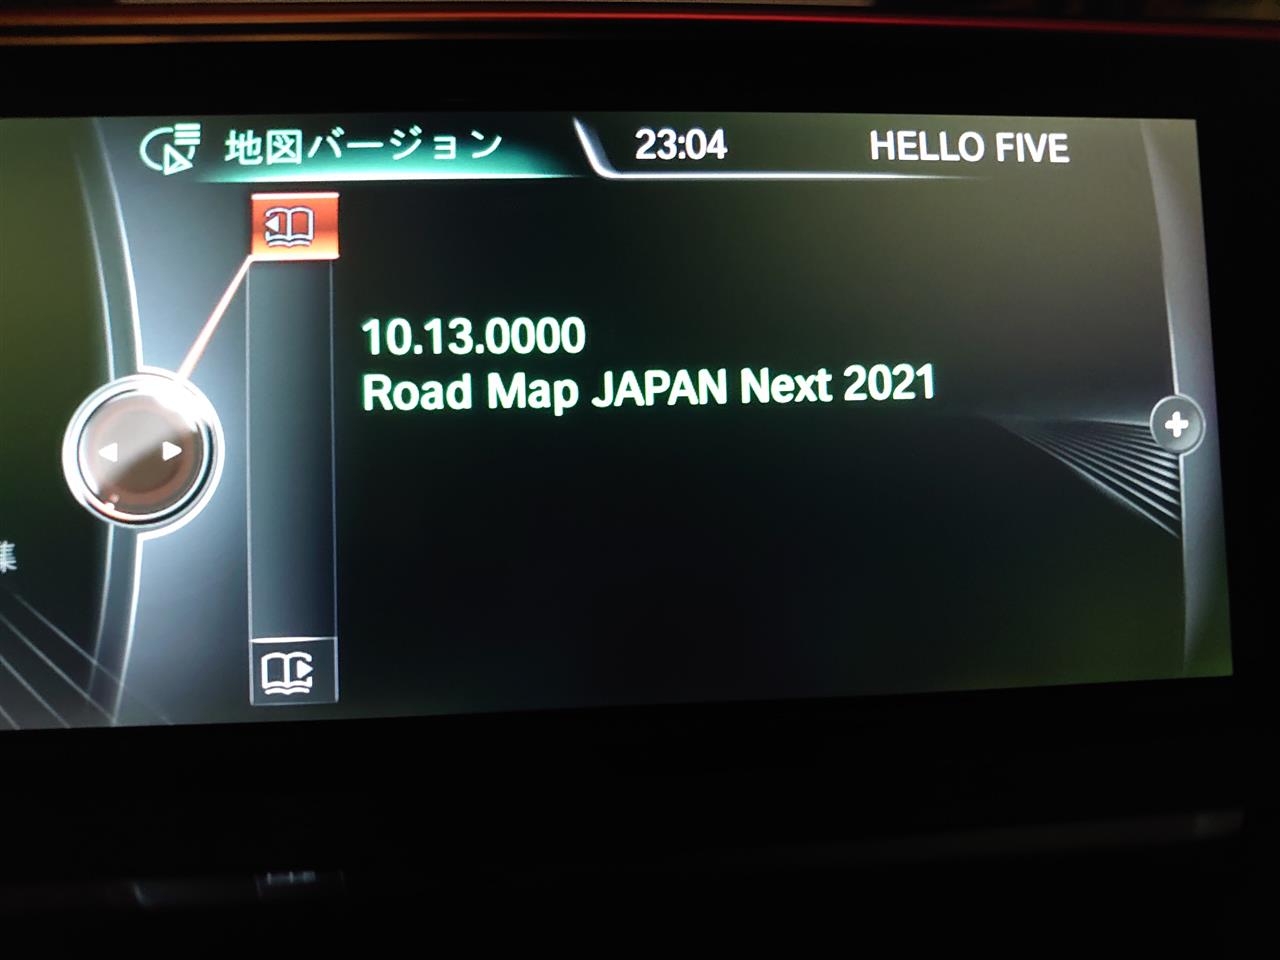 地図バージョン
23:04
HELLO FIVE
10.13.0000
Road Map JAPAN Next 2021
集